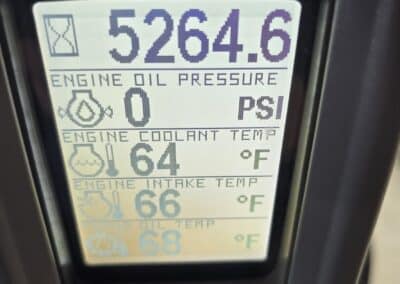 5264.6
ENGINE OIL PRESSURE
0 PSI
ENGINE COOLANT TEMP
64 °F
ENGINE INTAKE TEMP
66 °F
OIL TEMP
68 °F